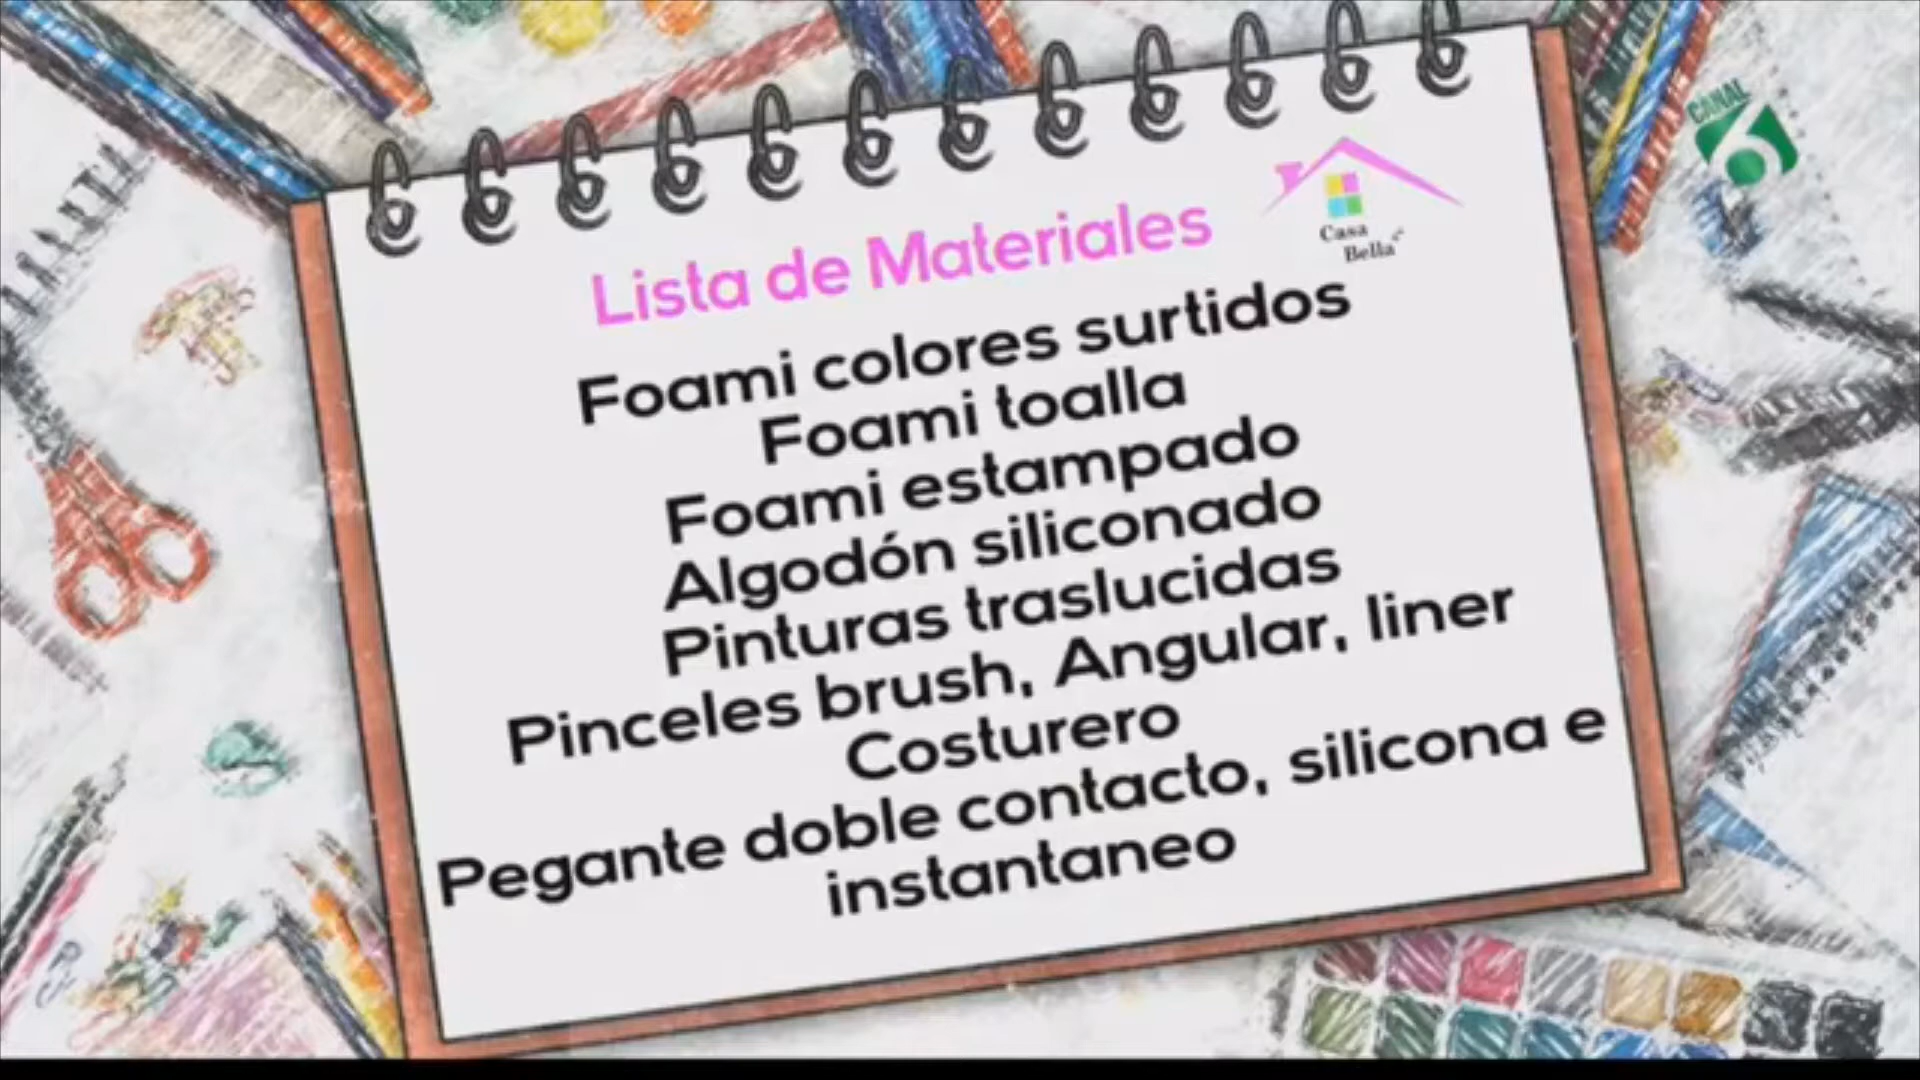 CANAL
6
Lista de Materiales
Casa
Bella
Foami colores surtidos
Foami toalla
Foami estampado
Algodón siliconado
Pinturas traslucidas
Pinceles brush, Angular, liner
Costurero
Pegante doble contacto, silicona e
instantaneo